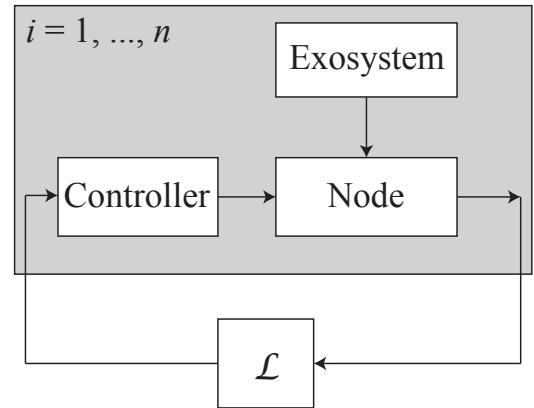 i = 1, ..., n
Exosystem
Controller
Node
ℒ